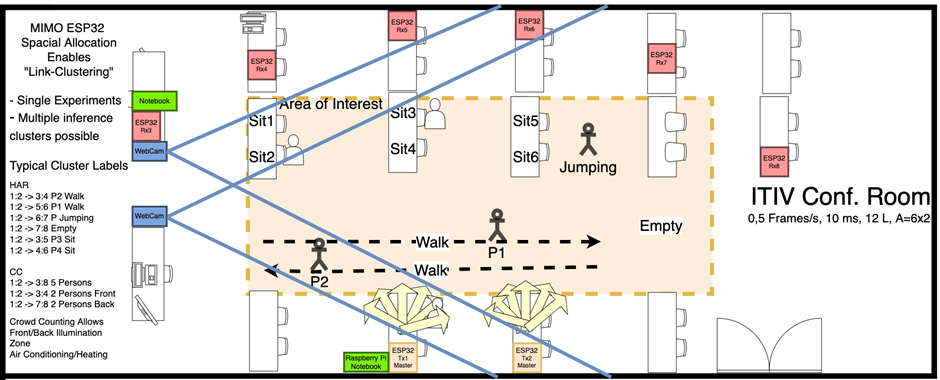 MIMO ESP32
Spacial Allocation
Enables
"Link-Clustering"
- Single Experiments
- Multiple inference
clusters possible
Typical Cluster Labels
HAR
1:2 -> 3:4 P2 Walk
1:2 -> 5:6 P1 Walk
1:2 -> 6:7 P Jumping
1:2 -> 7:8 Empty
1:2 -> 3:5 P3 Sit
1:2 -> 4:6 P4 Sit
CC
1:2 -> 3:8 5 Persons
1:2 -> 3:4 2 Persons Front
1:2 -> 7:8 2 Persons Back
Crowd Counting Allows
Front/Back Illumination
Zone
Air Conditioning/Heating
Notebook
ESP32
Rx3
WebCam
WebCam
ESP32
Rx4
ESP32
Rx5
ESP32
Rx6
ESP32
Rx7
ESP32
Rx8
Area of Interest
Sit1
Sit2
Sit3
Sit4
Sit5
Sit6
Jumping
Empty
Walk
P1
Walk
P2
Raspberry Pi
Notebook
ESP32
Tx1
Master
ESP32
Tx2
Master
ITIV Conf. Room
0,5 Frames/s, 10 ms, 12 L, A=6x2